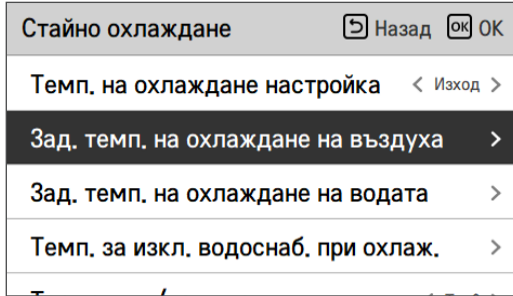 Стайно охлаждане Назад OK OK
Темп. на охлаждане настройка < Изход >
Зад. темп. на охлаждане на въздуха >
Зад. темп. на охлаждане на водата >
Темп. за изкл. водоснаб. при охлаж. >